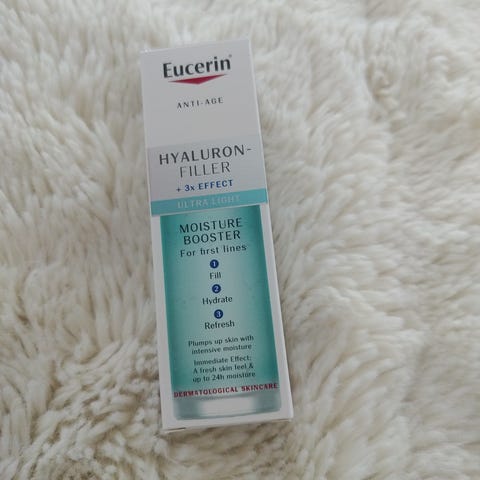 Eucerin®
ANTI-AGE
HYALURON-
FILLER
+ 3x EFFECT
ULTRA LIGHT
MOISTURE
BOOSTER
For first lines
1
Fill
2
Hydrate
3
Refresh
Plumps up skin with
intensive moisture
Immediate Effect:
A fresh skin feel &
up to 24h moisture
DERMATOLOGICAL SKINCARE